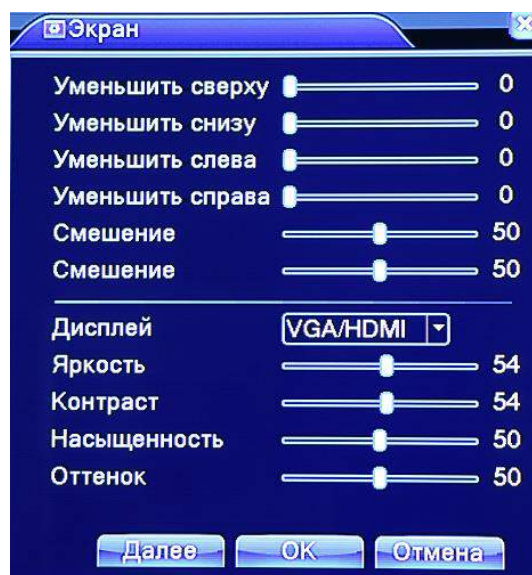 Экран
Уменьшить сверху 0
Уменьшить снизу 0
Уменьшить слева 0
Уменьшить справа 0
Смешение 50
Смешение 50
Дисплей VGA/HDMI
Яркость 54
Контраст 54
Насыщенность 50
Оттенок 50
Далее OK Отмена